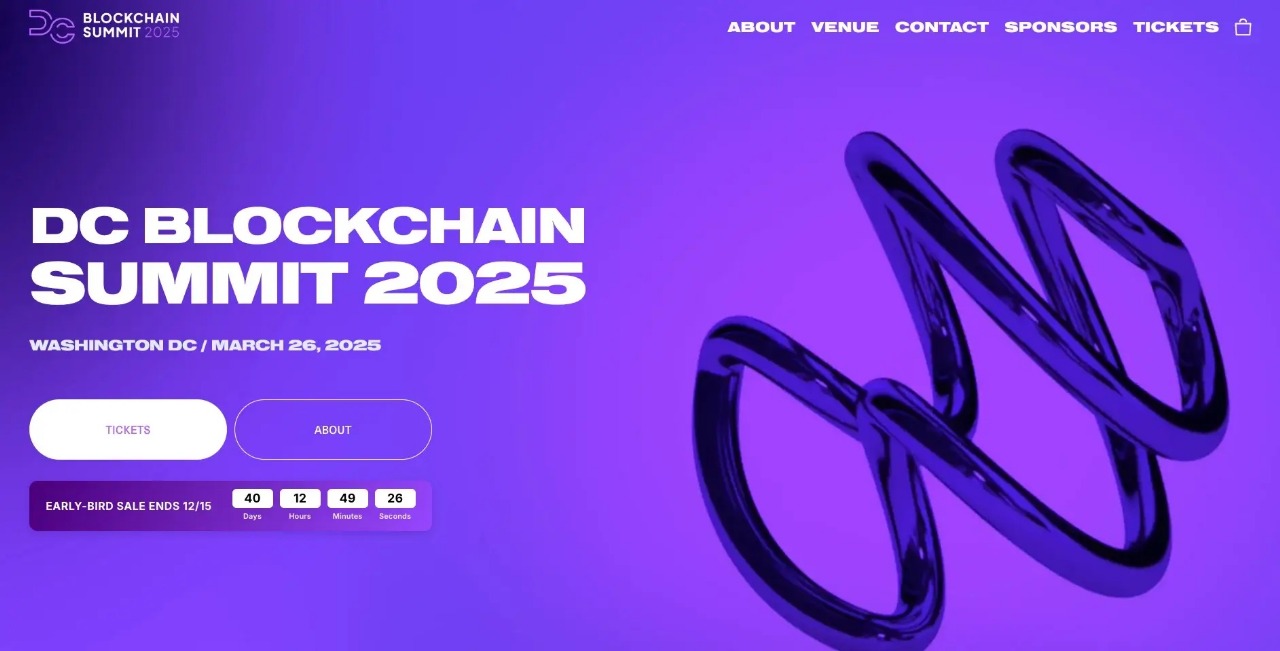 BLOCKCHAIN
SUMMIT 2025
ABOUT VENUE CONTACT SPONSORS TICKETS
DC BLOCKCHAIN
SUMMIT 2025
WASHINGTON DC / MARCH 26, 2025
TICKETS ABOUT
EARLY-BIRD SALE ENDS 12/15
40 12 49 26
Days Hours Minutes Seconds